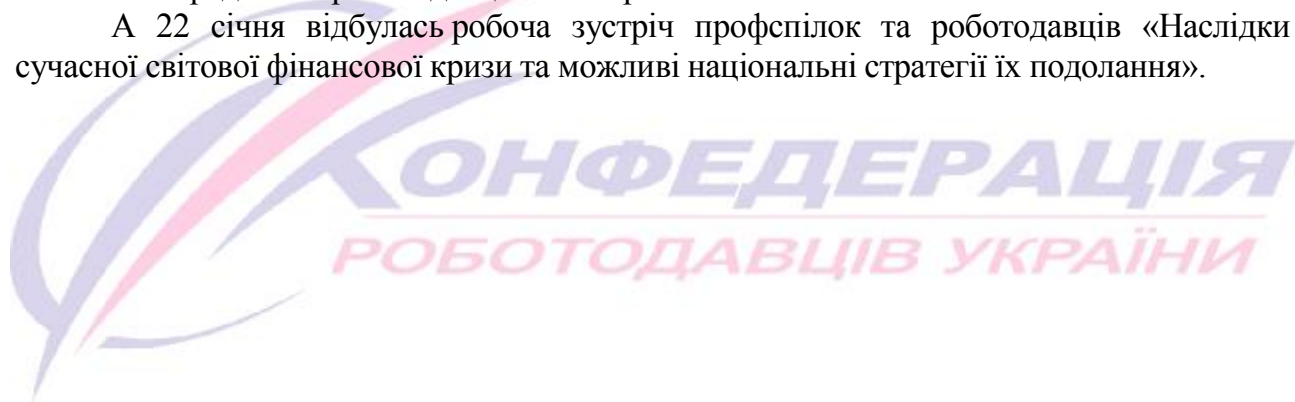 А 22 січня відбулась робоча зустріч профспілок та роботодавців «Наслідки
сучасної світової фінансової кризи та можливі національні стратегії їх подолання».
КОНФЕДЕРАЦІЯ
РОБОТОДАВЦІВ УКРАЇНИ